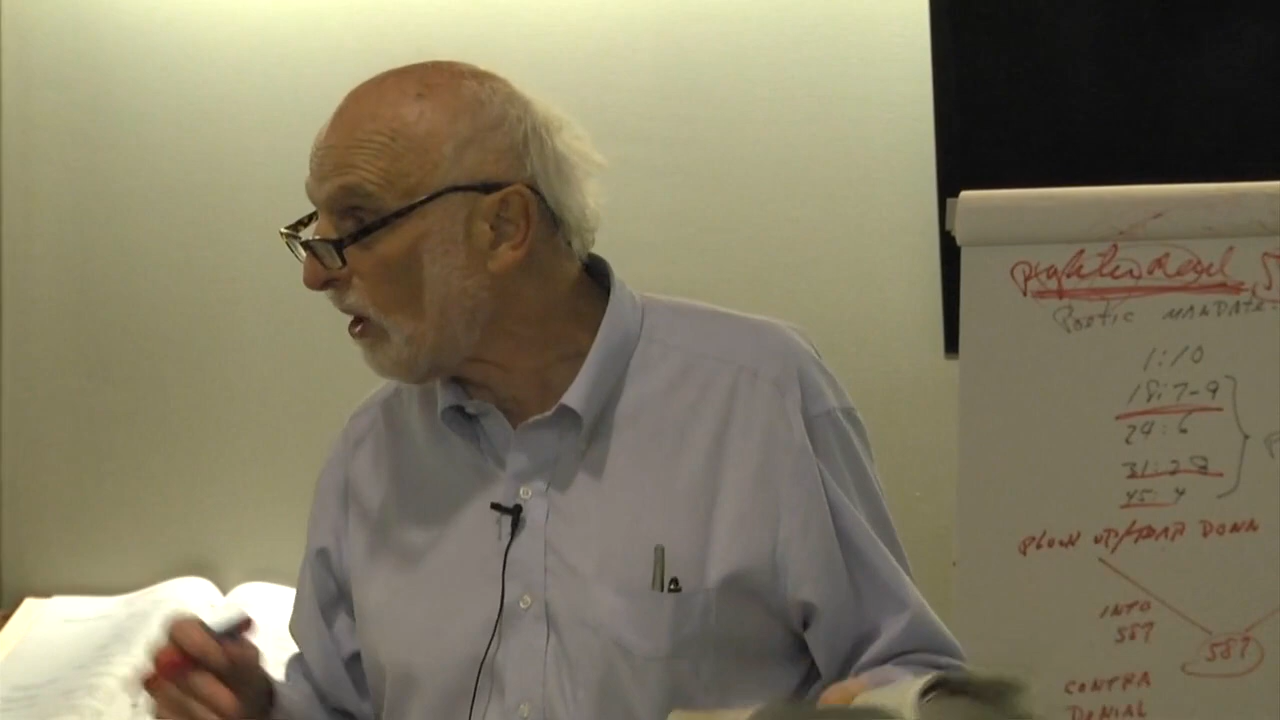 POETIC MANDATE:
1:10
18:7-9
24:6
31:28
45:4
PLUCK UP/TEAR DOWN
INTO
587
587
CONTRA
DENIAL